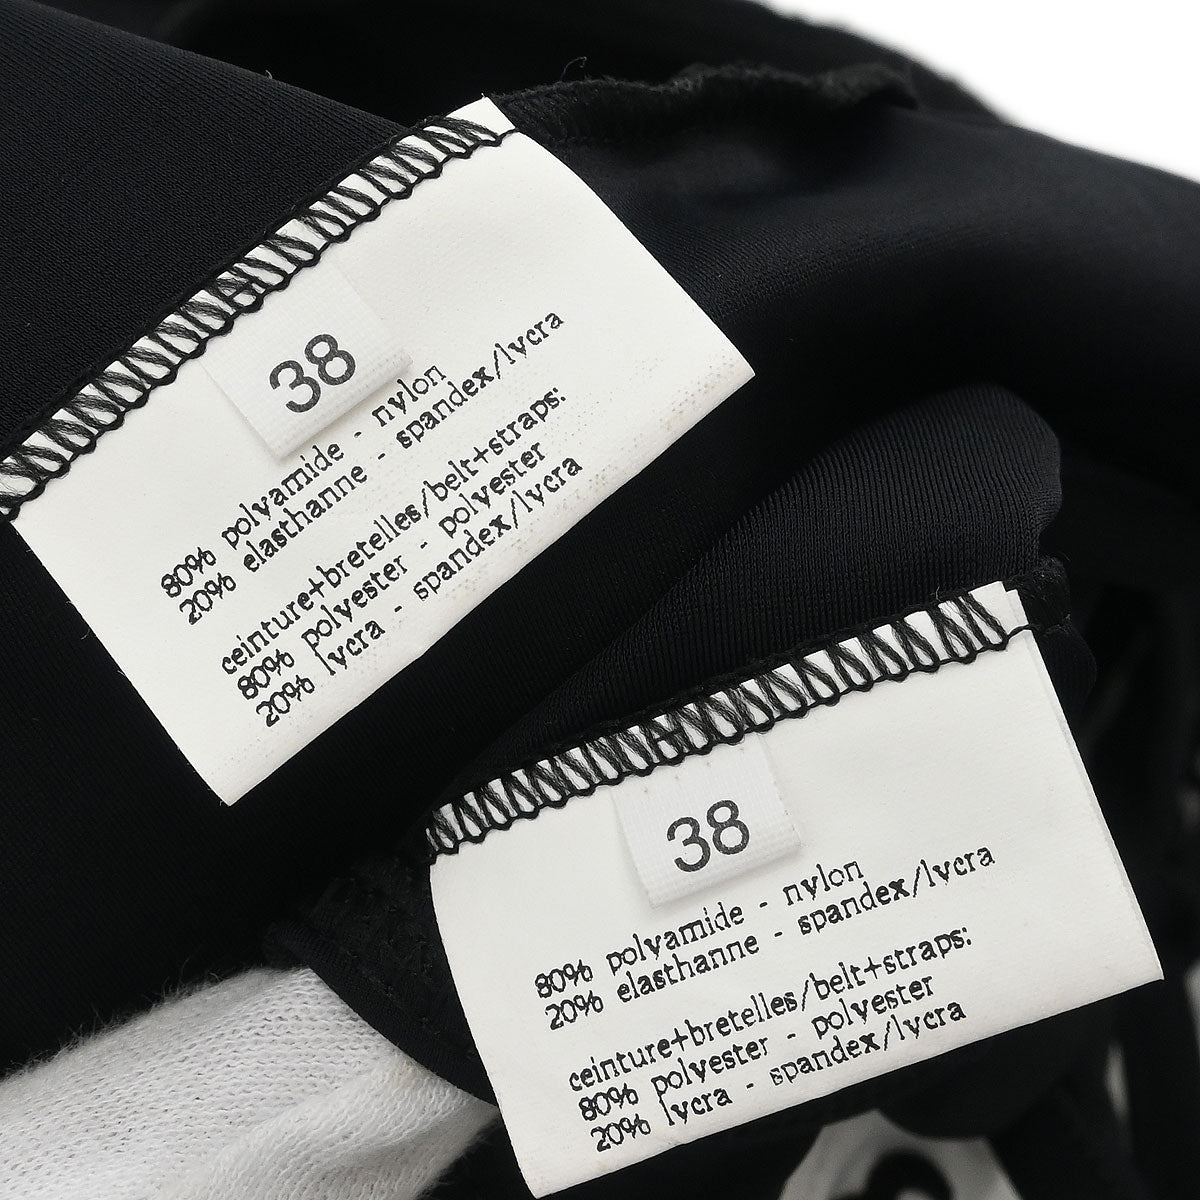 38
80% polyamide - nylon
20% elasthanne - spandex/lycra
ceinture+bretelles/belt+straps:
80% polyester - polyester
20% lycra - spandex/lycra
38
80% polyamide - nylon
20% elasthanne - spandex/lycra
ceinture+bretelles/belt+straps:
80% polyester - polyester
20% lycra - spandex/lycra